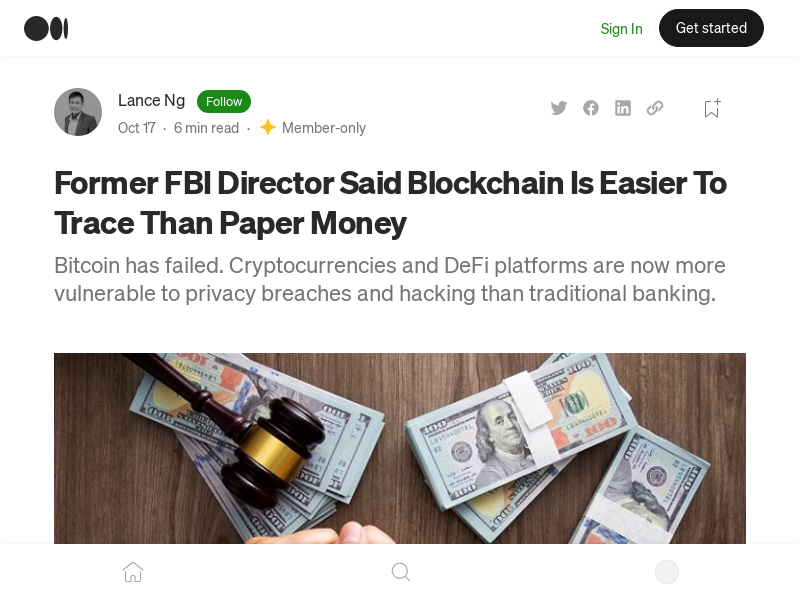 Sign In
Get started
Lance Ng
Follow
Oct 17 · 6 min read · Member-only
Former FBI Director Said Blockchain Is Easier To
Trace Than Paper Money
Bitcoin has failed. Cryptocurrencies and DeFi platforms are now more
vulnerable to privacy breaches and hacking than traditional banking.